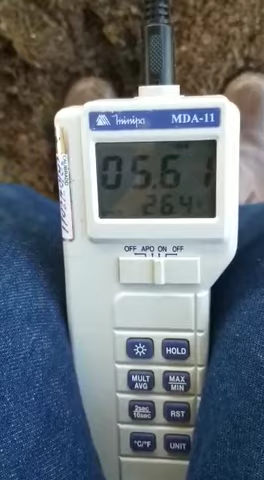 Minipa MDA-11
05.61
26.4
OFF APO ON OFF
HOLD
MULT AVG
MAX MIN
2sec 16sec
RST
°C/°F
UNIT